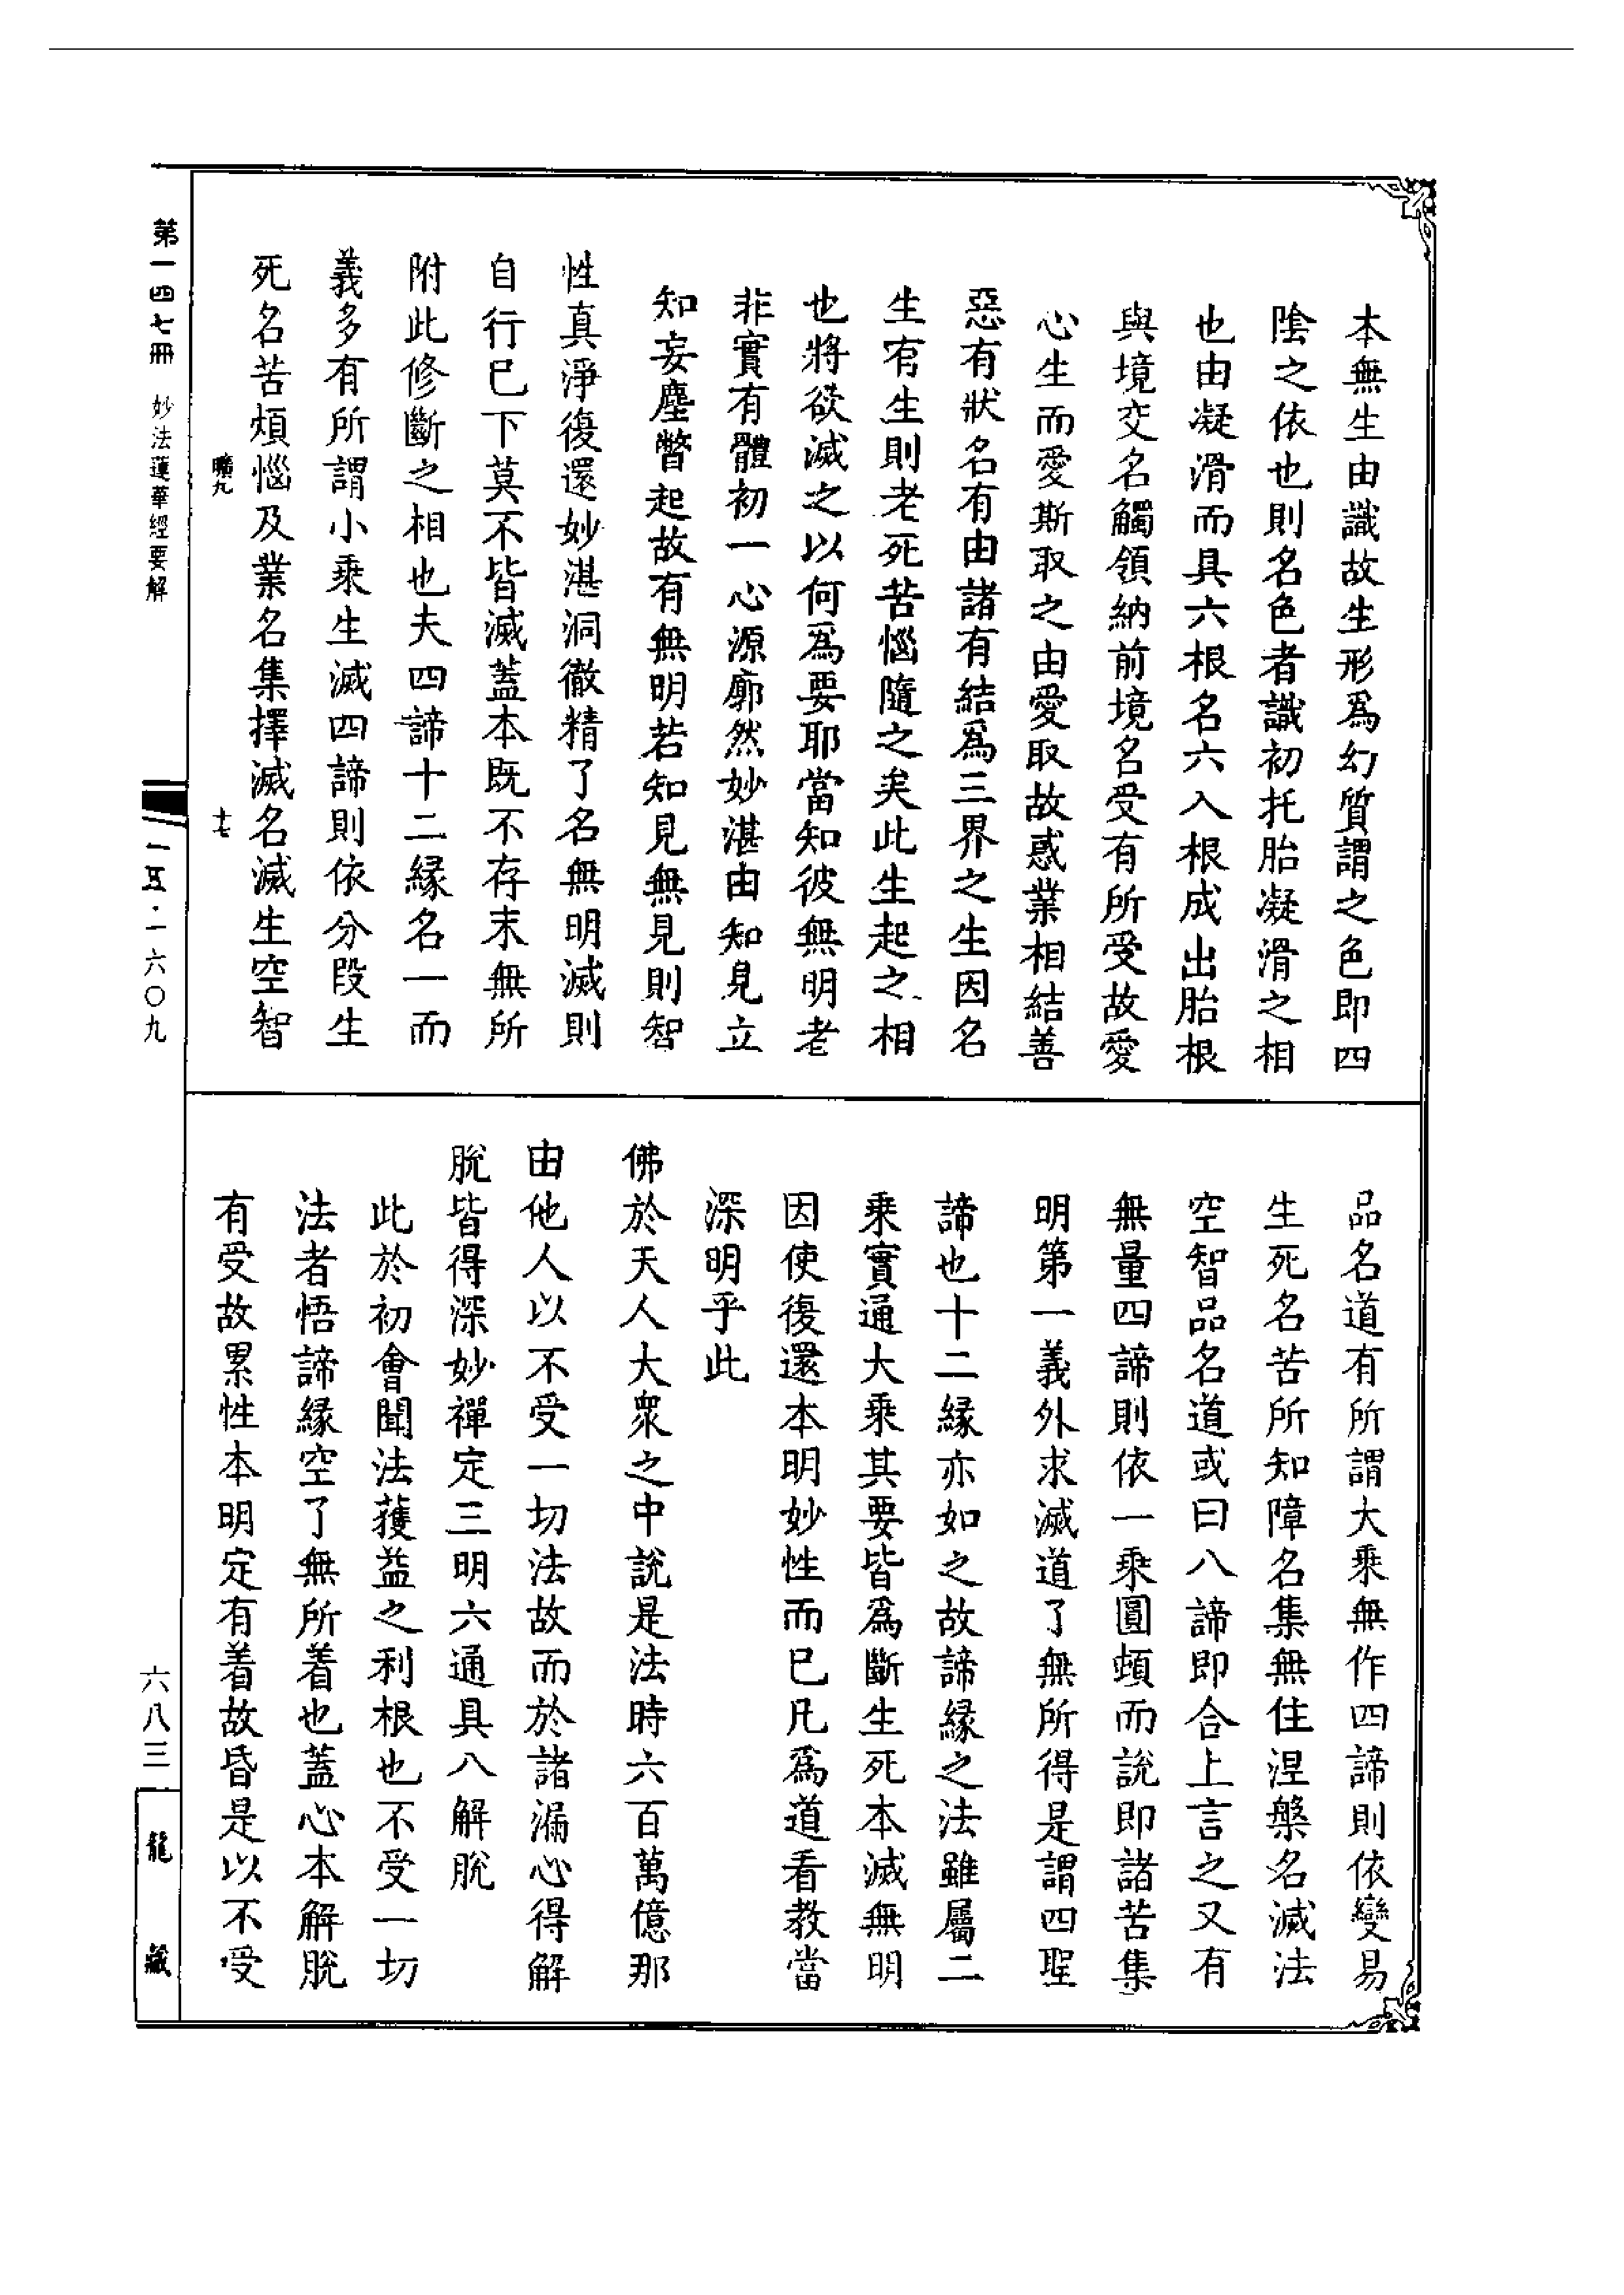 本無生由識故生形爲幻質謂之色即四
陰之依也則名色者識初托胎凝滑之相
也由凝滑而具六根名六入根成出胎根
與境交名觸領納前境名受有所受故愛
心生而愛斯取之由愛取故惑業相結善
惡有狀名有由諸有結爲三界之生因名
生有生則老死苦惱隨之矣此生起之相
也將欲滅之以何爲要耶當知彼無明者
非實有體初一心源廓然妙湛由知見立
知妄塵瞥起故有無明若知見無見則智
性真淨復還妙湛洞徹精了名無明滅則
自行已下莫不皆滅蓋本既不存末無所
附此修斷之相也夫四諦十二緣名一而
義多有所謂小乘生滅四諦則依分段生
死名苦煩惱及業名集擇滅名滅生空智
曠九
十七
品名道有所謂大乘無作四諦則依變易
生死名苦所知障名集無住涅槃名滅法
空智品名道或曰八諦即合上言之又有
無量四諦則依一乘圓頓而說即諸苦集
明第一義外求滅道了無所得是謂四聖
諦也十二緣亦如之故諦緣之法雖屬二
乘實通大乘其要皆爲斷生死本滅無明
因使復還本明妙性而已凡爲道看教當
深明乎此
佛於天人大眾之中說是法時六百萬億那
由他人以不受一切法故而於諸漏心得解
脫皆得深妙禪定三明六通具八解脫
此於初會聞法獲益之利根也不受一切
法者悟諦緣空了無所着也蓋心本解脫
有受故累性本明定有着故昏是以不受
第一四七冊 妙法蓮華經要解
一五·一六〇九
六八三
龍藏